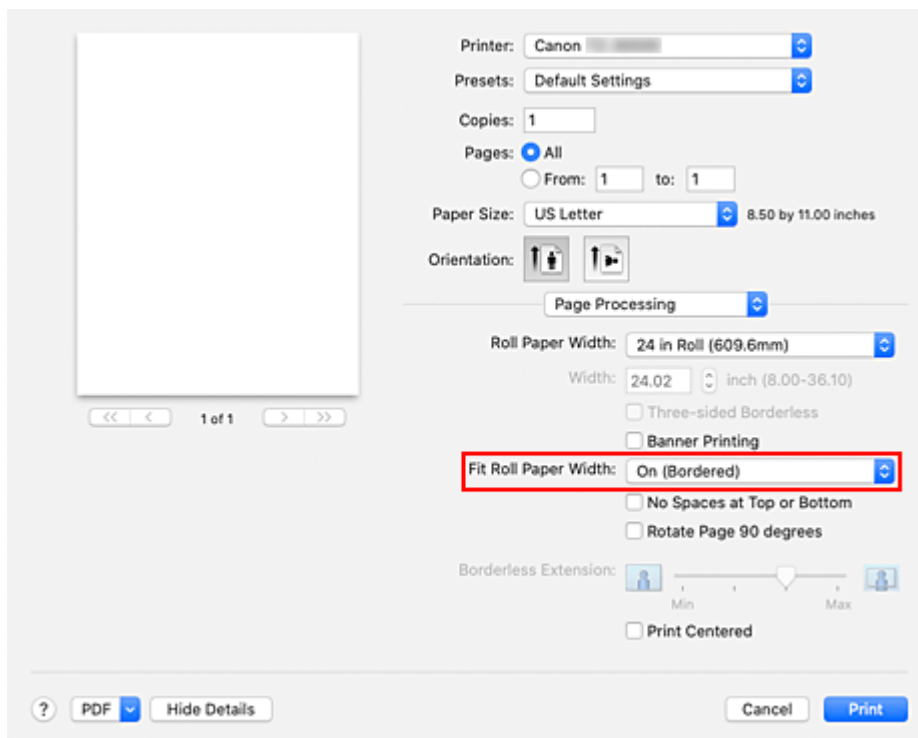 Printer: Canon
Presets: Default Settings
Copies: 1
Pages: All
From: 1 to: 1
Paper Size: US Letter 8.50 by 11.00 inches
Orientation:
Page Processing
Roll Paper Width: 24 in Roll (609.6mm)
Width: 24.02 inch (8.00-36.10)
Three-sided Borderless
<< < 1 of 1 > >>
Banner Printing
Fit Roll Paper Width: On (Bordered)
No Spaces at Top or Bottom
Rotate Page 90 degrees
Borderless Extension:
Min Max
Print Centered
? PDF Hide Details Cancel Print